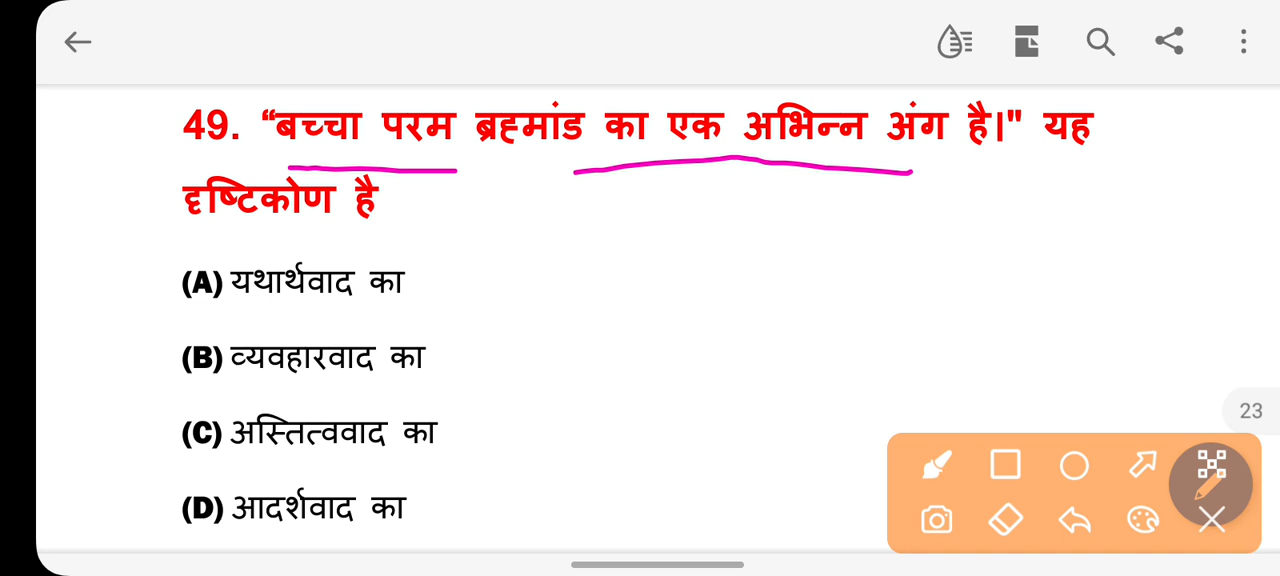 49. “बच्चा परम ब्रह्मांड का एक अभिन्न अंग है।" यह
दृष्टिकोण है
(A) यथार्थवाद का
(B) व्यवहारवाद का
(C) अस्तित्ववाद का
23
(D) आदर्शवाद का